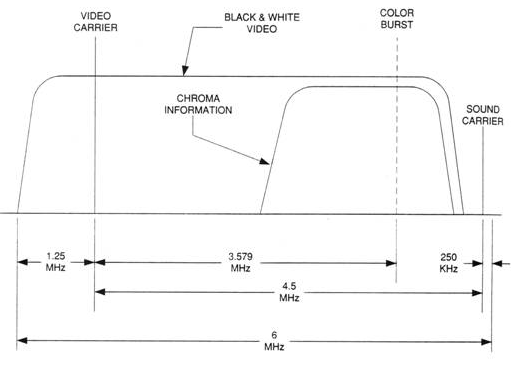 VIDEO
CARRIER
BLACK & WHITE
VIDEO
COLOR
BURST
CHROMA
INFORMATION
SOUND
CARRIER
1.25
MHz
3.579
MHz
250
KHz
4.5
MHz
6
MHz